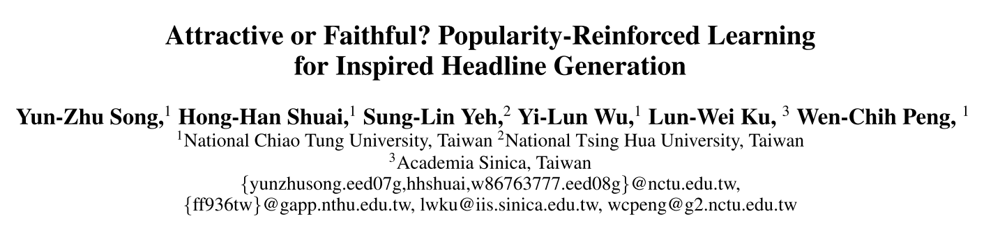 Attractive or Faithful? Popularity-Reinforced Learning
for Inspired Headline Generation
Yun-Zhu Song,1 Hong-Han Shuai,1 Sung-Lin Yeh,2 Yi-Lun Wu,1 Lun-Wei Ku, 3 Wen-Chih Peng, 1
1National Chiao Tung University, Taiwan 2National Tsing Hua University, Taiwan
3Academia Sinica, Taiwan
{yunzhusong.eed07g,hhshuai,w86763777.eed08g}@nctu.edu.tw,
{ff936tw}@gapp.nthu.edu.tw, lwku@iis.sinica.edu.tw, wcpeng@g2.nctu.edu.tw